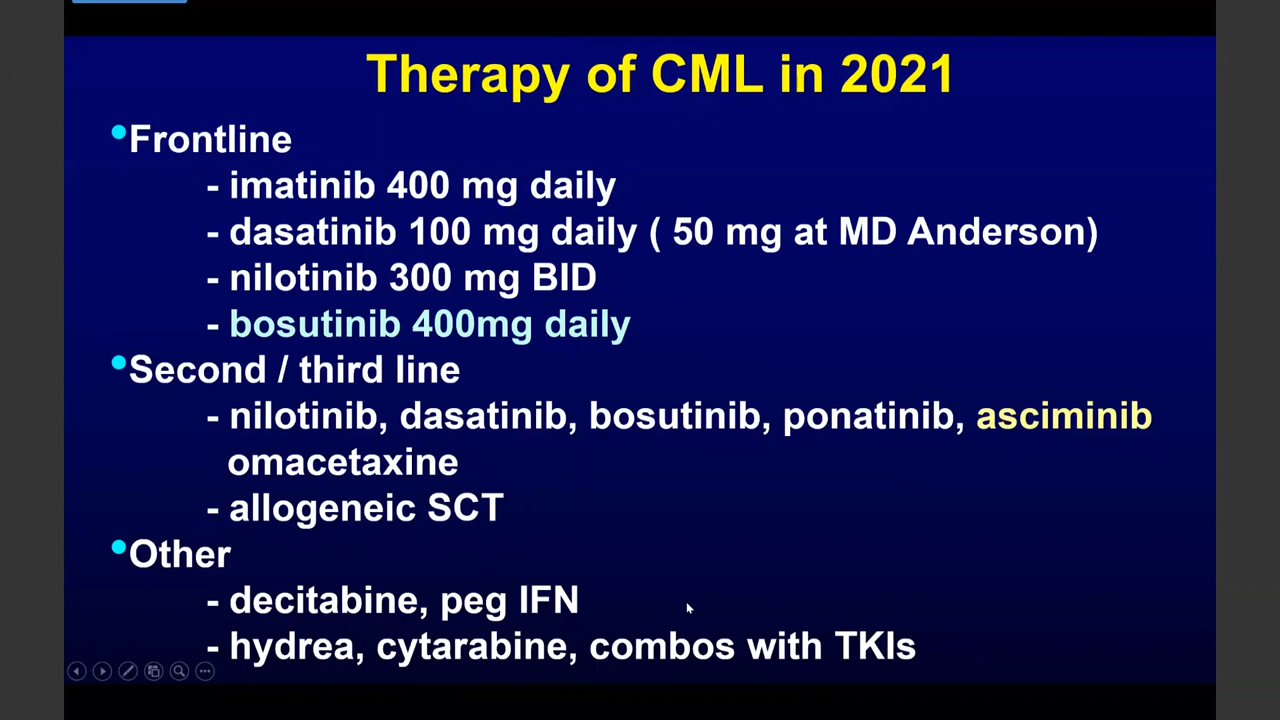 Therapy of CML in 2021
•Frontline
- imatinib 400 mg daily
- dasatinib 100 mg daily ( 50 mg at MD Anderson)
- nilotinib 300 mg BID
- bosutinib 400mg daily
•Second / third line
- nilotinib, dasatinib, bosutinib, ponatinib, asciminib
omacetaxine
- allogeneic SCT
•Other
- decitabine, peg IFN
- hydrea, cytarabine, combos with TKIs